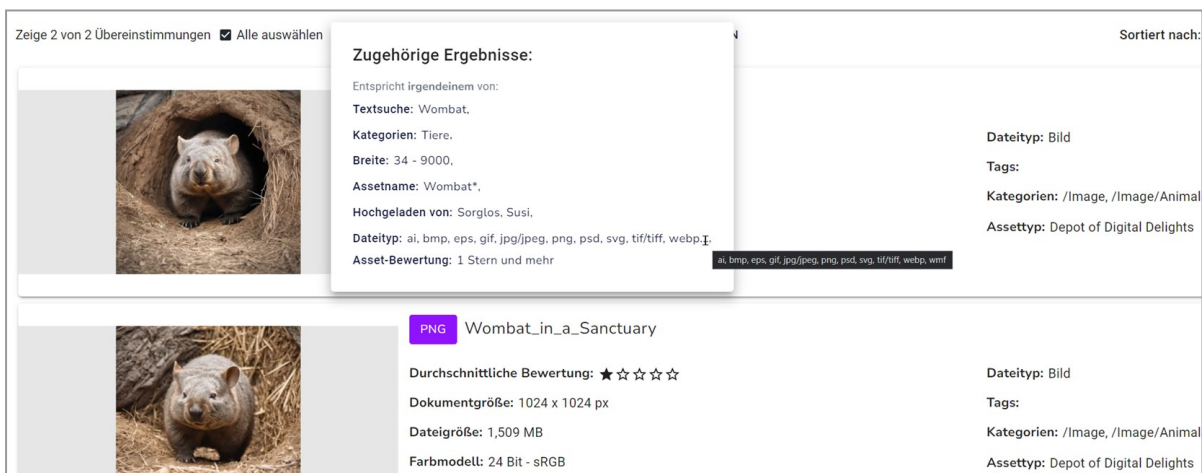 Zeige 2 von 2 Übereinstimmungen Alle auswählen
Sortiert nach:
Zugehörige Ergebnisse:
Entspricht irgendeinem von:
Textsuche: Wombat,
Kategorien: Tiere,
Breite: 34 - 9000,
Assetname: Wombat*,
Hochgeladen von: Sorglos, Susi,
Dateityp: ai, bmp, eps, gif, jpg/jpeg, png, psd, svg, tif/tiff, webp,
Asset-Bewertung: 1 Stern und mehr
ai, bmp, eps, gif, jpg/jpeg, png, psd, svg, tif/tiff, webp, wmf
Dateityp: Bild
Tags:
Kategorien: /Image, /Image/Animal
Assettyp: Depot of Digital Delights
PNG Wombat_in_a_Sanctuary
Durchschnittliche Bewertung:
Dokumentgröße: 1024 x 1024 px
Dateigröße: 1,509 MB
Farbmodell: 24 Bit - sRGB
Dateityp: Bild
Tags:
Kategorien: /Image, /Image/Animal
Assettyp: Depot of Digital Delights